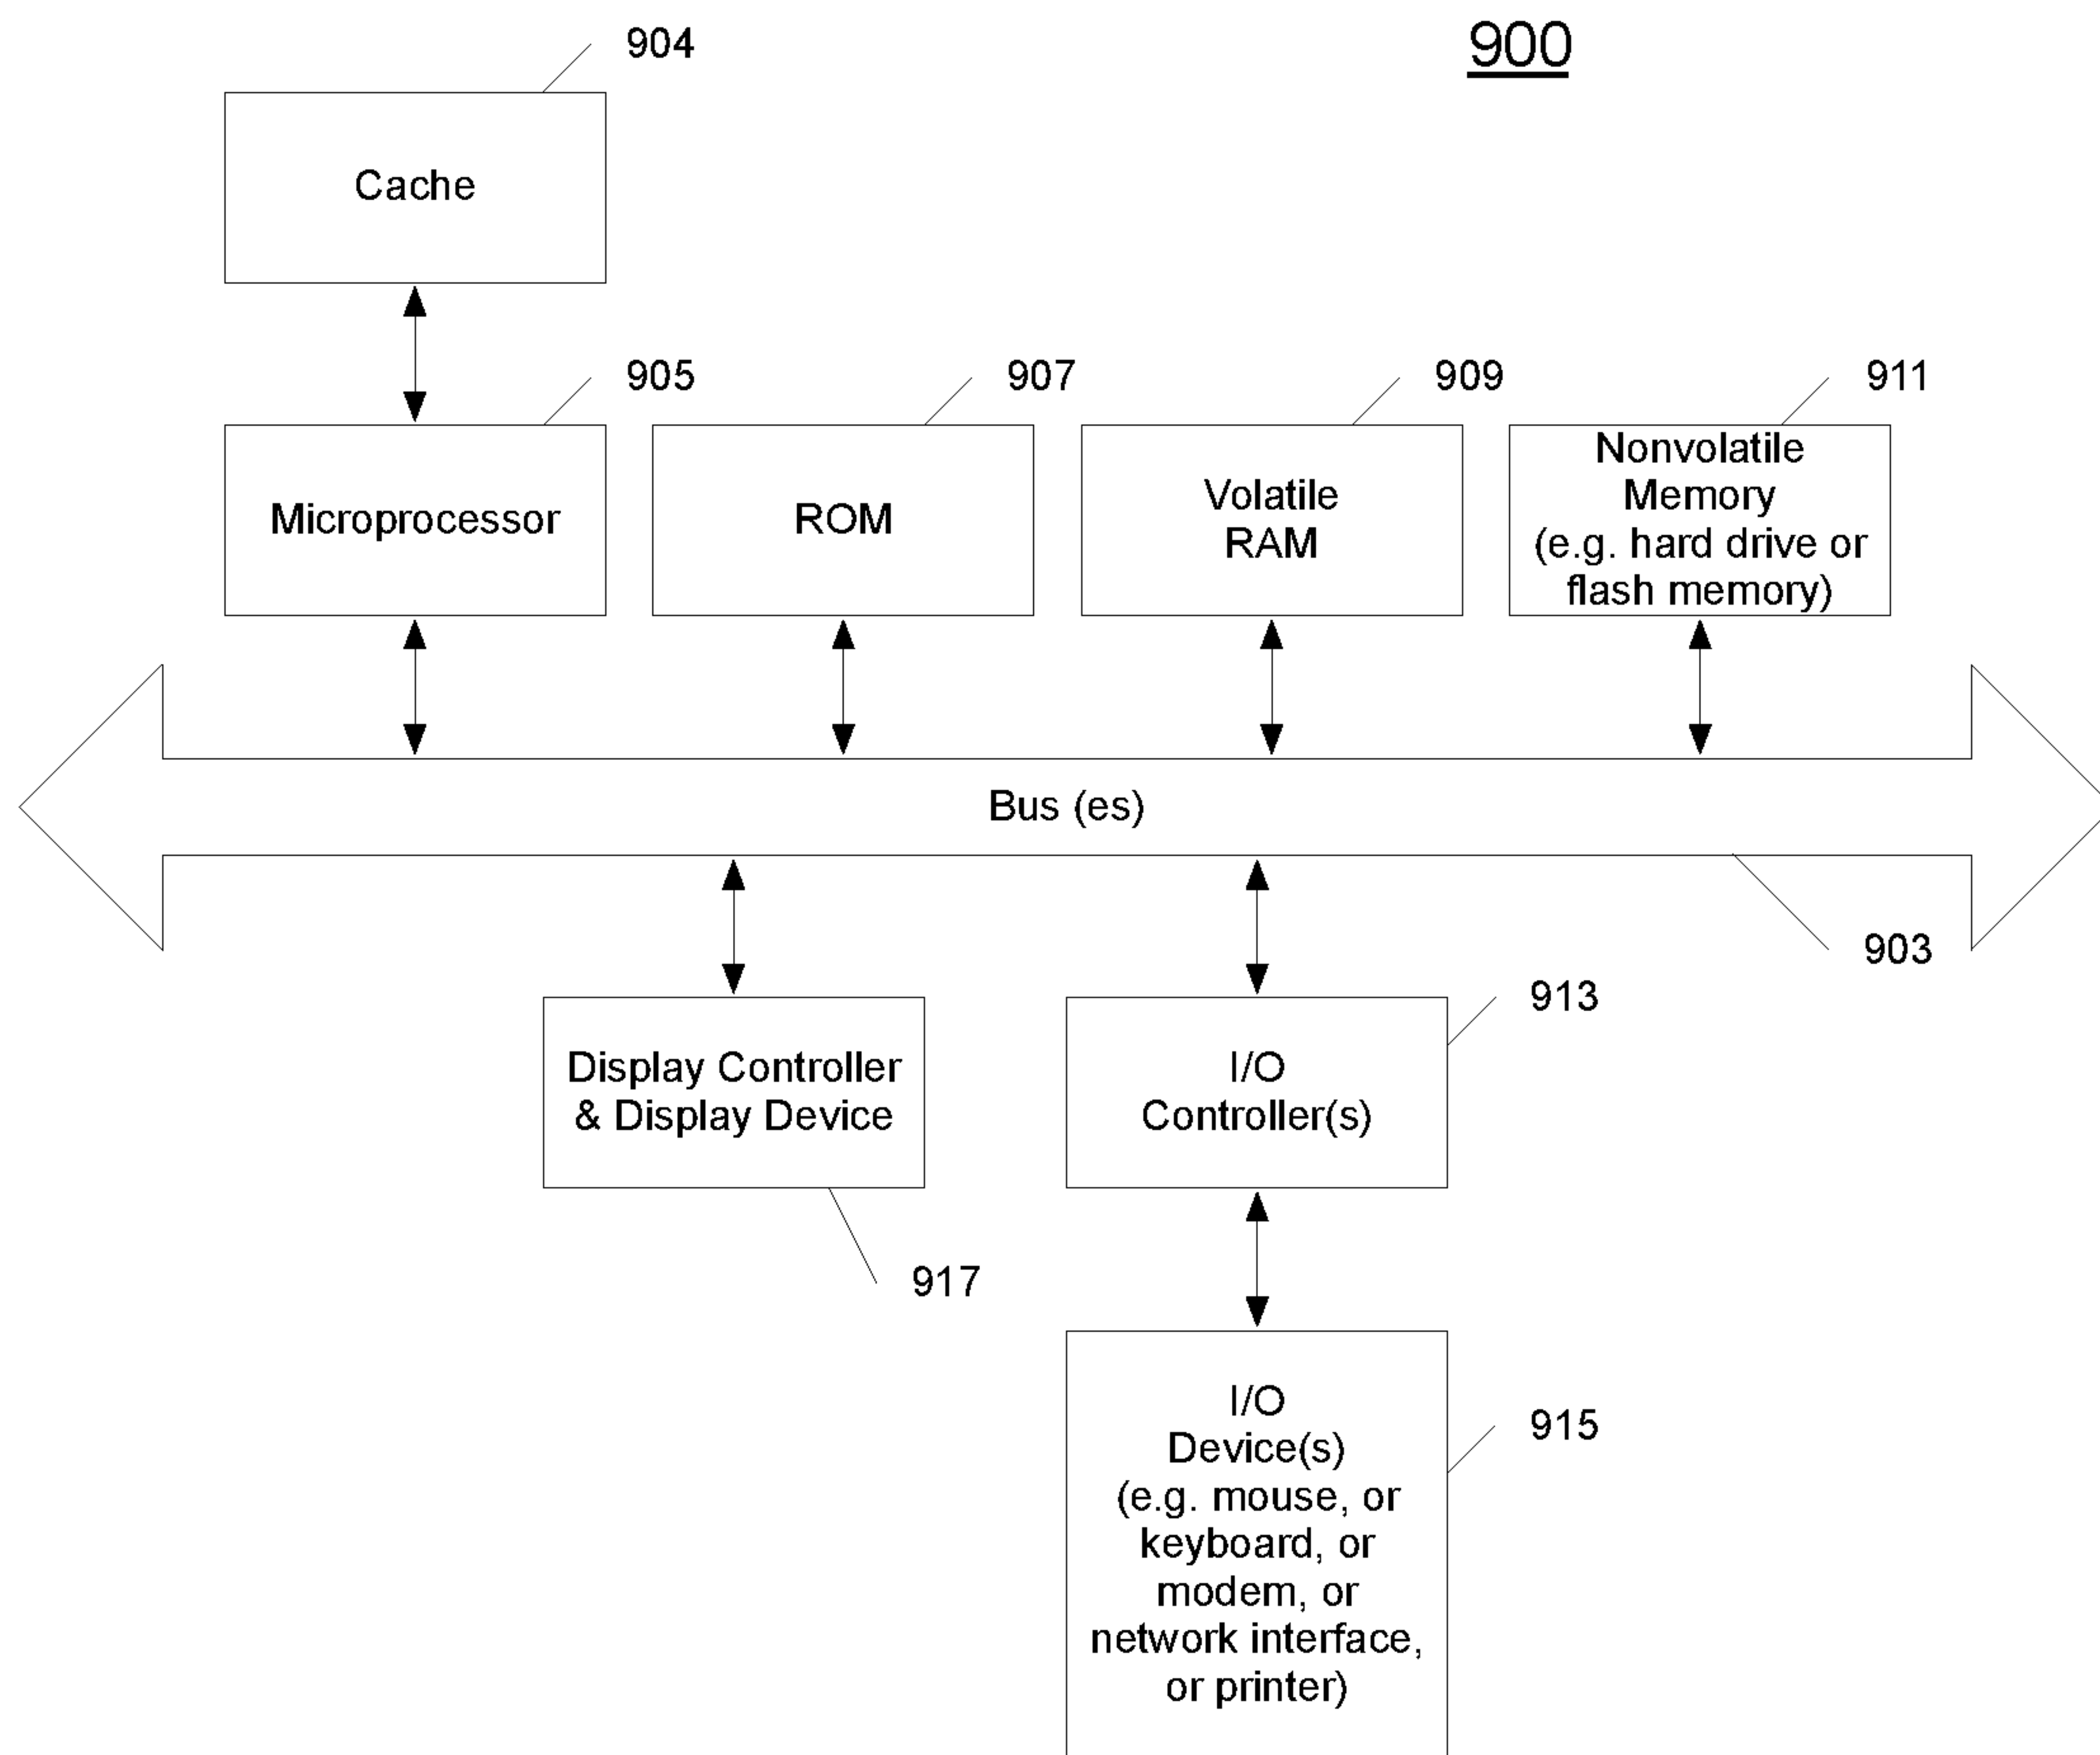 904
900
Cache
905
907
909
911
Microprocessor
ROM
Volatile
RAM
Nonvolatile
Memory
(e.g. hard drive or
flash memory)
Bus (es)
903
Display Controller
& Display Device
917
I/O
Controller(s)
913
I/O
Device(s)
(e.g. mouse, or
keyboard, or
modem, or
network interface,
or printer)
915